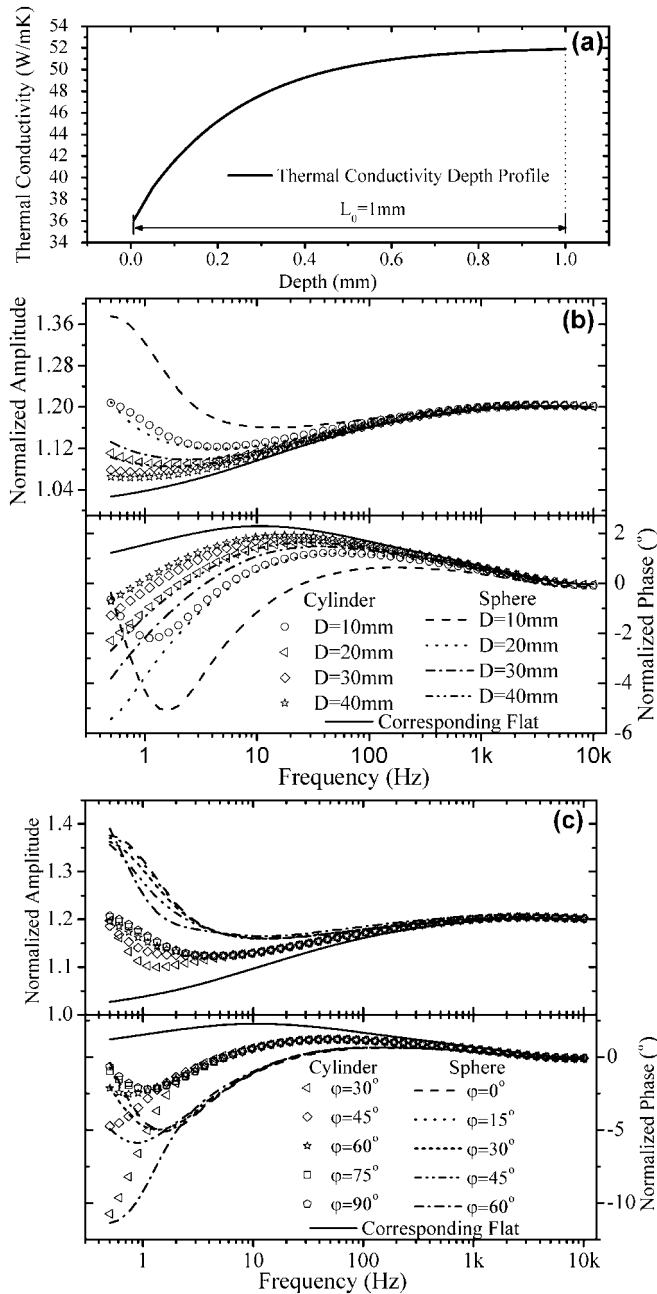 (a)
Thermal Conductivity (W/mK)
54
52
50
48
46
44
42
40
38
36
34
Thermal Conductivity Depth Profile
L₀=1mm
0.0 0.2 0.4 0.6 0.8 1.0
Depth (mm)
(b)
Normalized Amplitude
1.36
1.28
1.20
1.12
1.04
Normalized Phase (°)
2
0
-2
-4
-6
Cylinder Sphere
D=10mm D=10mm
D=20mm D=20mm
D=30mm D=30mm
D=40mm D=40mm
Corresponding Flat
1 10 100 1k 10k
Frequency (Hz)
(c)
Normalized Amplitude
1.4
1.3
1.2
1.1
1.0
Normalized Phase (°)
0
-5
-10
Cylinder Sphere
φ=30° φ=0°
φ=45° φ=15°
φ=60° φ=30°
φ=75° φ=45°
φ=90° φ=60°
Corresponding Flat
1 10 100 1k 10k
Frequency (Hz)